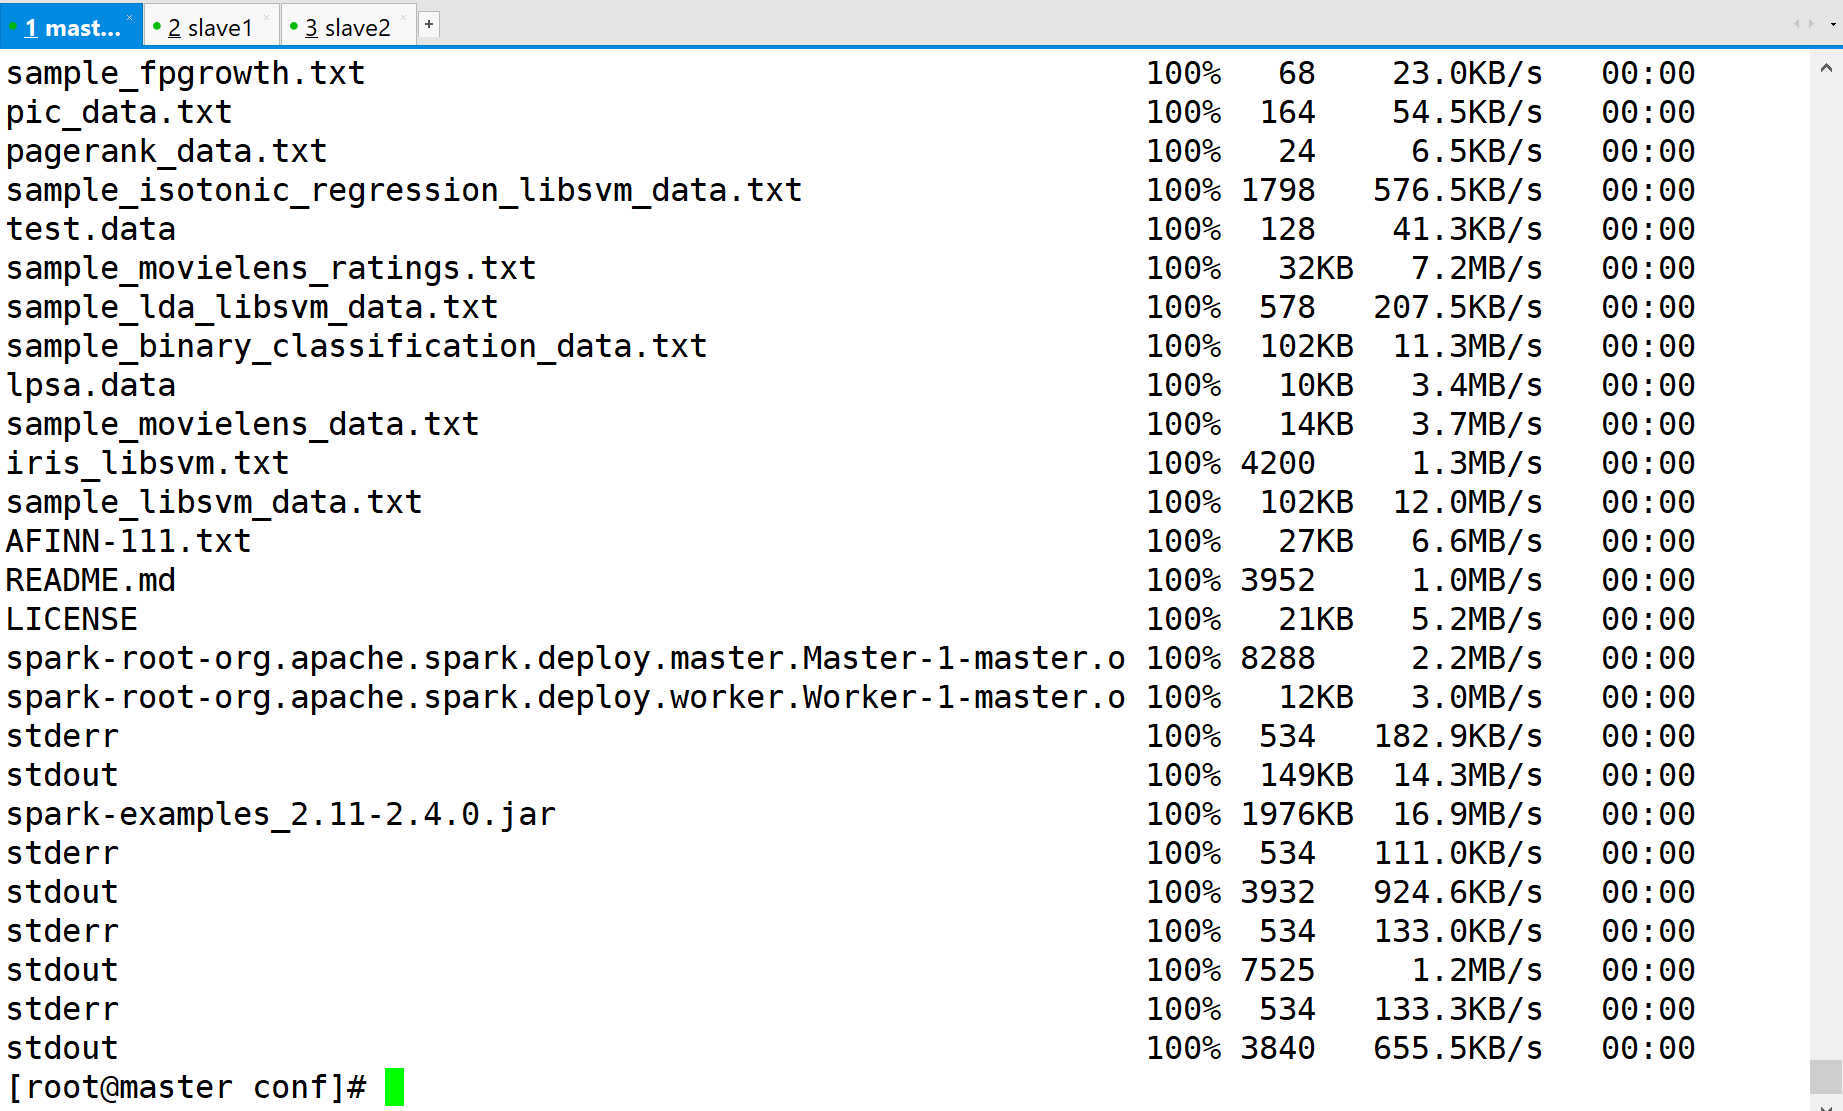 1 mast... × 2 slave1 × 3 slave2 × +
sample_fpgrowth.txt 100% 68 23.0KB/s 00:00
pic_data.txt 100% 164 54.5KB/s 00:00
pagerank_data.txt 100% 24 6.5KB/s 00:00
sample_isotonic_regression_libsvm_data.txt 100% 1798 576.5KB/s 00:00
test.data 100% 128 41.3KB/s 00:00
sample_movielens_ratings.txt 100% 32KB 7.2MB/s 00:00
sample_lda_libsvm_data.txt 100% 578 207.5KB/s 00:00
sample_binary_classification_data.txt 100% 102KB 11.3MB/s 00:00
lpsa.data 100% 10KB 3.4MB/s 00:00
sample_movielens_data.txt 100% 14KB 3.7MB/s 00:00
iris_libsvm.txt 100% 4200 1.3MB/s 00:00
sample_libsvm_data.txt 100% 102KB 12.0MB/s 00:00
AFINN-111.txt 100% 27KB 6.6MB/s 00:00
README.md 100% 3952 1.0MB/s 00:00
LICENSE 100% 21KB 5.2MB/s 00:00
spark-root-org.apache.spark.deploy.master.Master-1-master.o 100% 8288 2.2MB/s 00:00
spark-root-org.apache.spark.deploy.worker.Worker-1-master.o 100% 12KB 3.0MB/s 00:00
stderr 100% 534 182.9KB/s 00:00
stdout 100% 149KB 14.3MB/s 00:00
spark-examples_2.11-2.4.0.jar 100% 1976KB 16.9MB/s 00:00
stderr 100% 534 111.0KB/s 00:00
stdout 100% 3932 924.6KB/s 00:00
stderr 100% 534 133.0KB/s 00:00
stdout 100% 7525 1.2MB/s 00:00
stderr 100% 534 133.3KB/s 00:00
stdout 100% 3840 655.5KB/s 00:00
[root@master conf]#